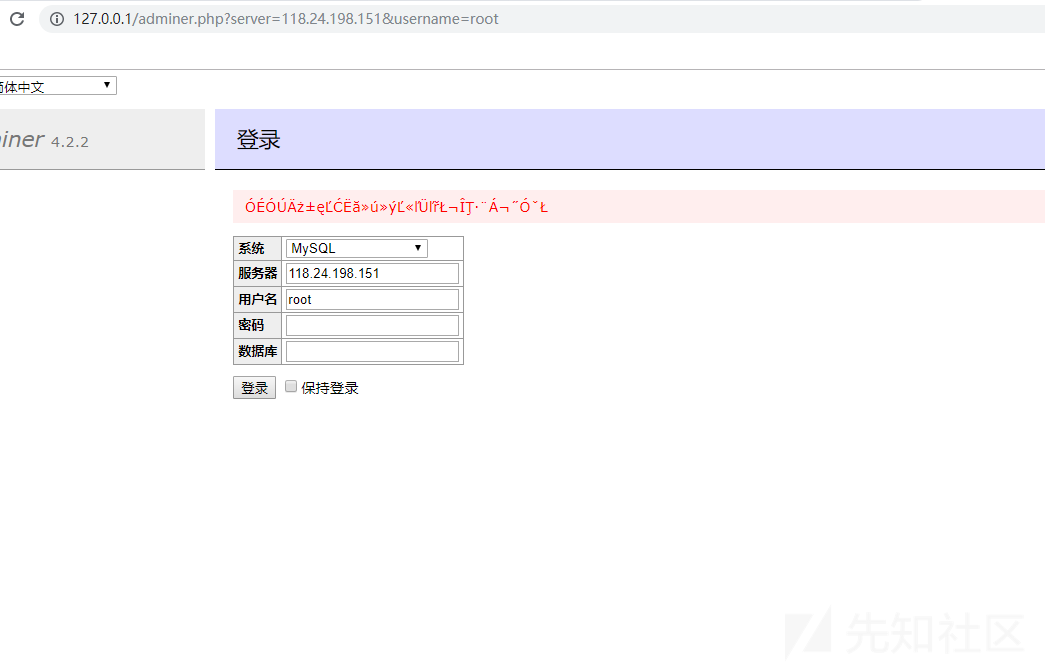 127.0.0.1/adminer.php?server=118.24.198.151&username=root
简体中文
miner 4.2.2
登录
ÓÉÓÚÄż±ęĽĆËă»ú»ýĽ«ľÜľřŁ¬ÎŢ·¨Á¬˝ÓˇŁ
系统 MySQL
服务器 118.24.198.151
用户名 root
密码
数据库
登录 保持登录
先知社区